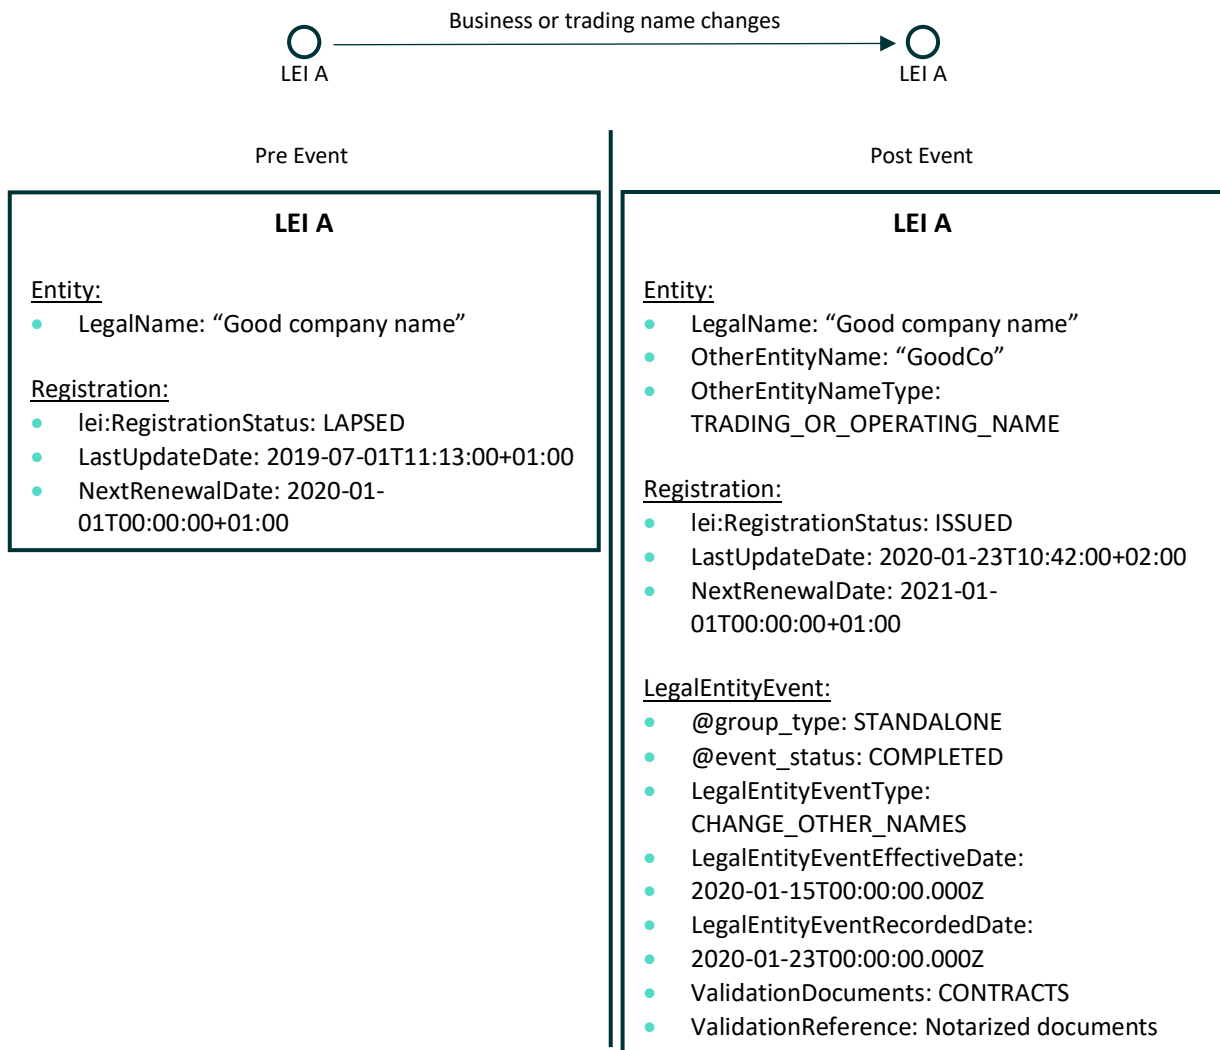 Business or trading name changes
LEI A
LEI A
Pre Event
Post Event
LEI A
Entity:
LegalName: “Good company name”
Registration:
lei:RegistrationStatus: LAPSED
LastUpdateDate: 2019-07-01T11:13:00+01:00
NextRenewalDate: 2020-01-
01T00:00:00+01:00
LEI A
Entity:
LegalName: “Good company name”
OtherEntityName: “GoodCo”
OtherEntityNameType:
TRADING_OR_OPERATING_NAME
Registration:
lei:RegistrationStatus: ISSUED
LastUpdateDate: 2020-01-23T10:42:00+02:00
NextRenewalDate: 2021-01-
01T00:00:00+01:00
LegalEntityEvent:
@group_type: STANDALONE
@event_status: COMPLETED
LegalEntityEventType:
CHANGE_OTHER_NAMES
LegalEntityEventEffectiveDate:
2020-01-15T00:00:00.000Z
LegalEntityEventRecordedDate:
2020-01-23T00:00:00.000Z
ValidationDocuments: CONTRACTS
ValidationReference: Notarized documents